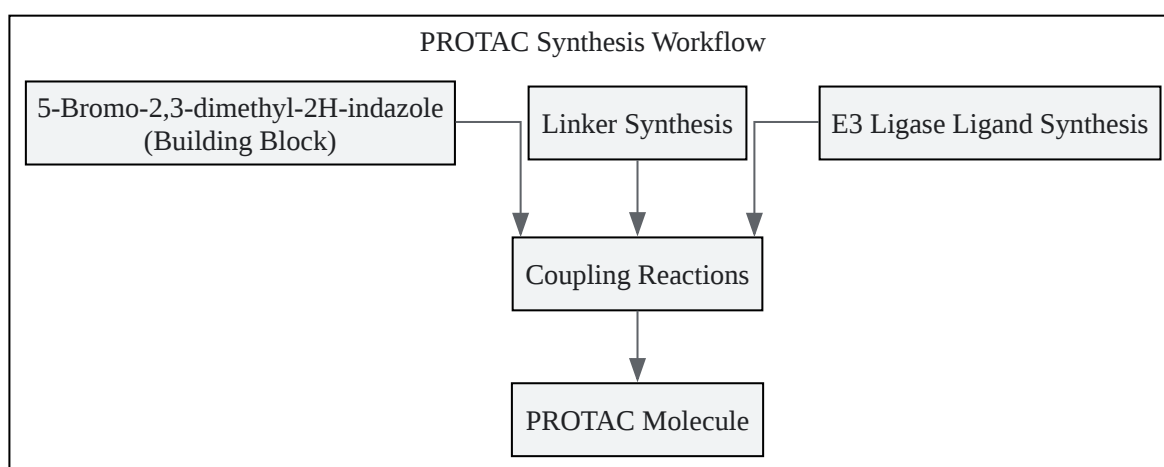 PROTAC Synthesis Workflow
5-Bromo-2,3-dimethyl-2H-indazole
(Building Block)
Linker Synthesis
E3 Ligase Ligand Synthesis
Coupling Reactions
PROTAC Molecule